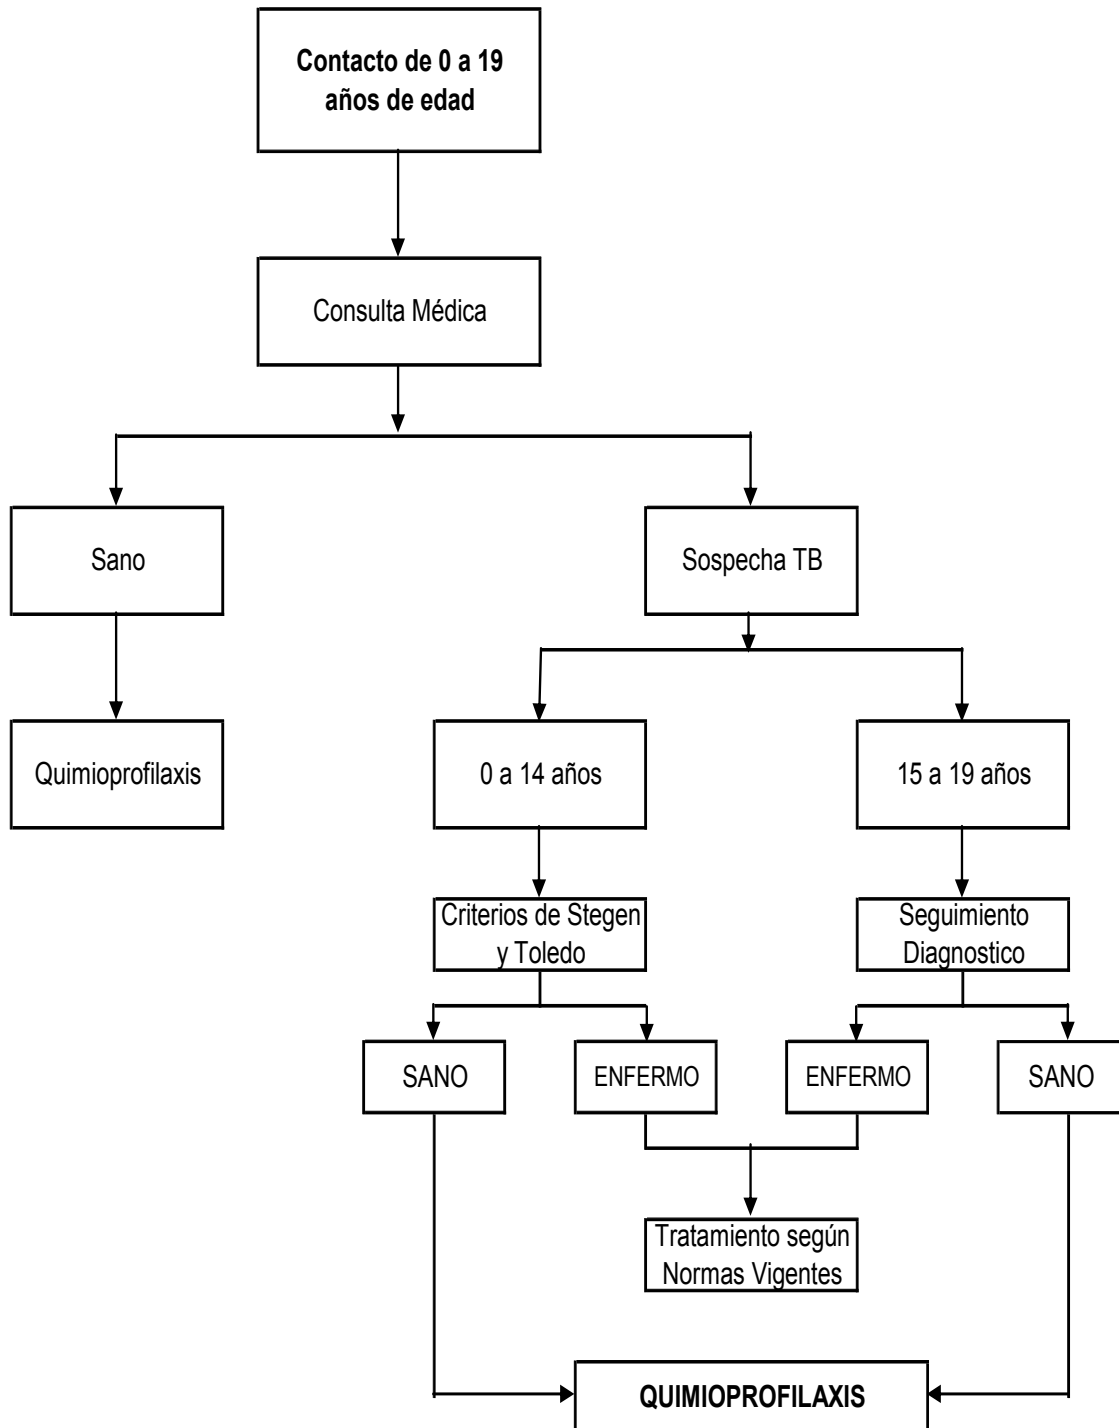 Contacto de 0 a 19
años de edad
Consulta Médica
Sano
Sospecha TB
Quimioprofilaxis
0 a 14 años
15 a 19 años
Criterios de Stegen
y Toledo
Seguimiento
Diagnostico
SANO
ENFERMO
ENFERMO
SANO
Tratamiento según
Normas Vigentes
QUIMIOPROFILAXIS